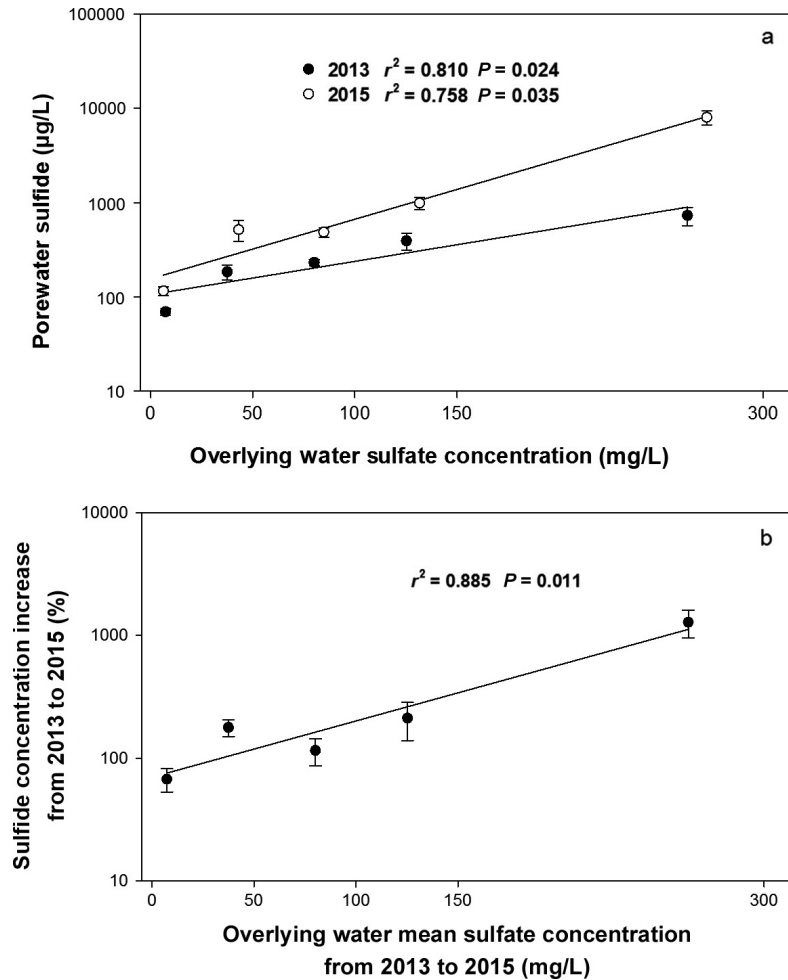 100000
a
● 2013 r² = 0.810 P = 0.024
○ 2015 r² = 0.758 P = 0.035
10000
1000
100
10
Porewater sulfide (µg/L)
0 50 100 150 300
Overlying water sulfate concentration (mg/L)
10000
b
r² = 0.885 P = 0.011
1000
100
10
Sulfide concentration increase
from 2013 to 2015 (%)
0 50 100 150 300
Overlying water mean sulfate concentration
from 2013 to 2015 (mg/L)